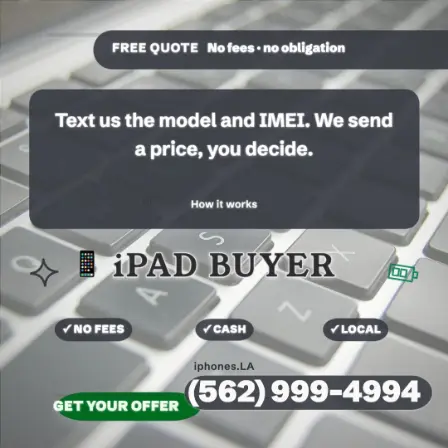 FREE QUOTE No fees · no obligation
Text us the model and IMEI. We send
a price, you decide.
How it works
iPAD BUYER
✓NO FEES ✓CASH ✓LOCAL
iphones.LA
(562) 999-4994
GET YOUR OFFER